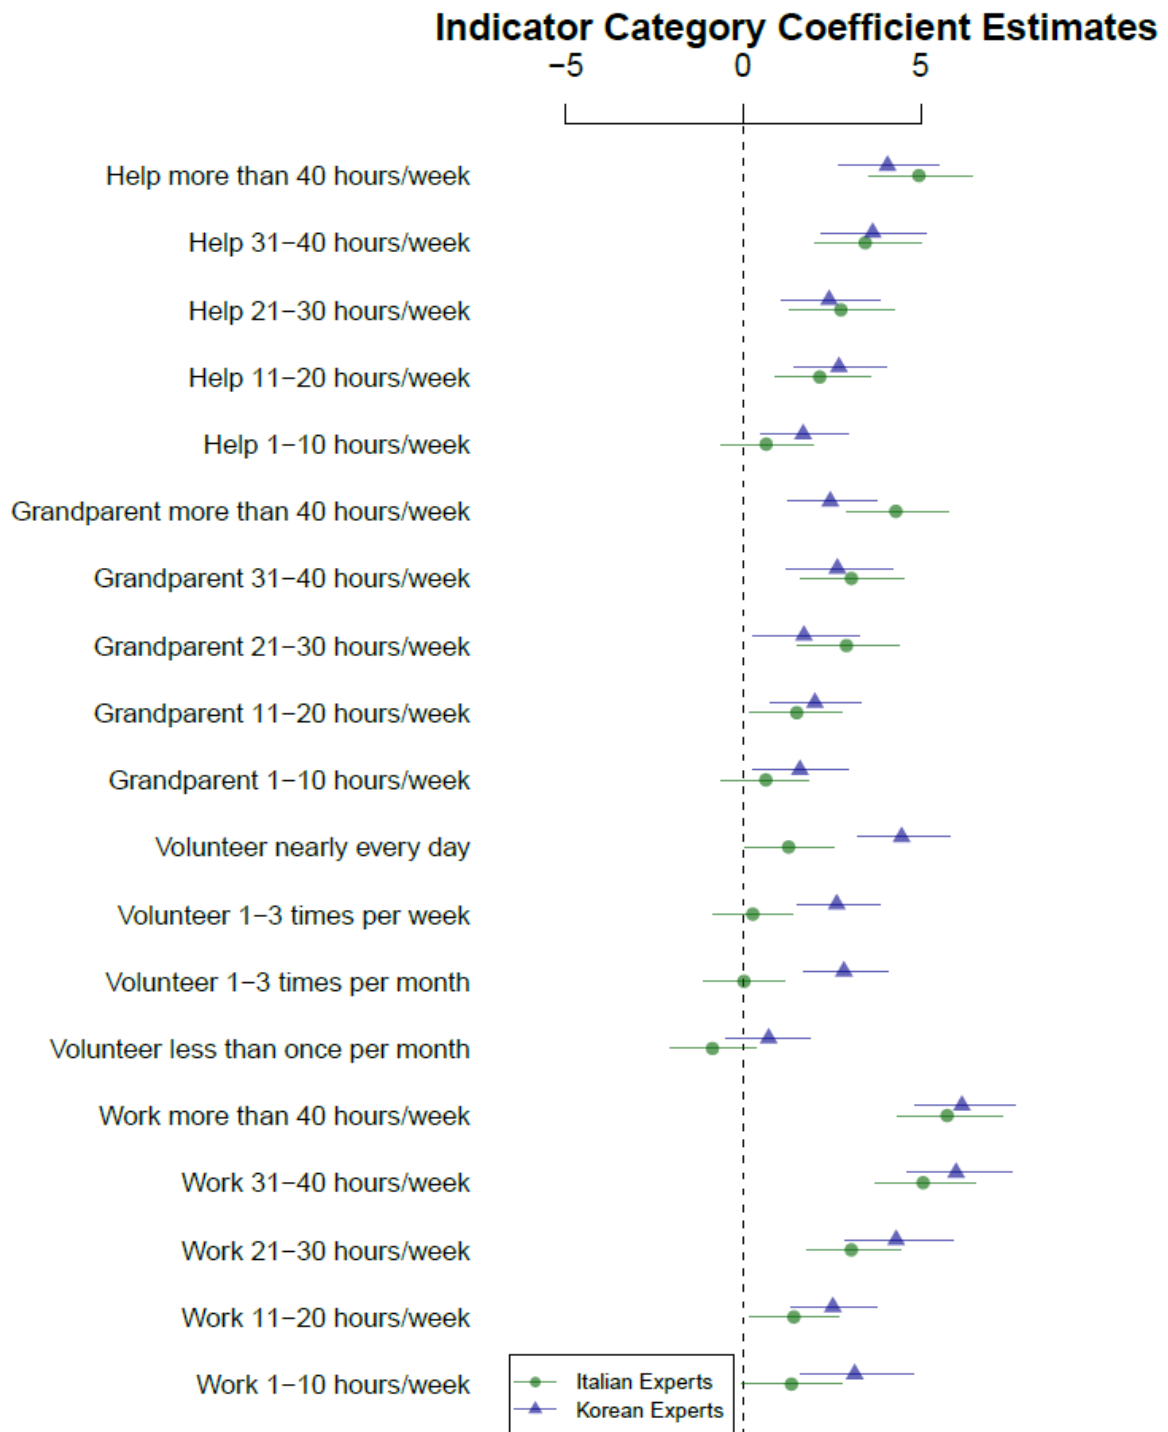 Indicator Category Coefficient Estimates
−5 0 5
Help more than 40 hours/week
Help 31−40 hours/week
Help 21−30 hours/week
Help 11−20 hours/week
Help 1−10 hours/week
Grandparent more than 40 hours/week
Grandparent 31−40 hours/week
Grandparent 21−30 hours/week
Grandparent 11−20 hours/week
Grandparent 1−10 hours/week
Volunteer nearly every day
Volunteer 1−3 times per week
Volunteer 1−3 times per month
Volunteer less than once per month
Work more than 40 hours/week
Work 31−40 hours/week
Work 21−30 hours/week
Work 11−20 hours/week
Work 1−10 hours/week
Italian Experts
Korean Experts